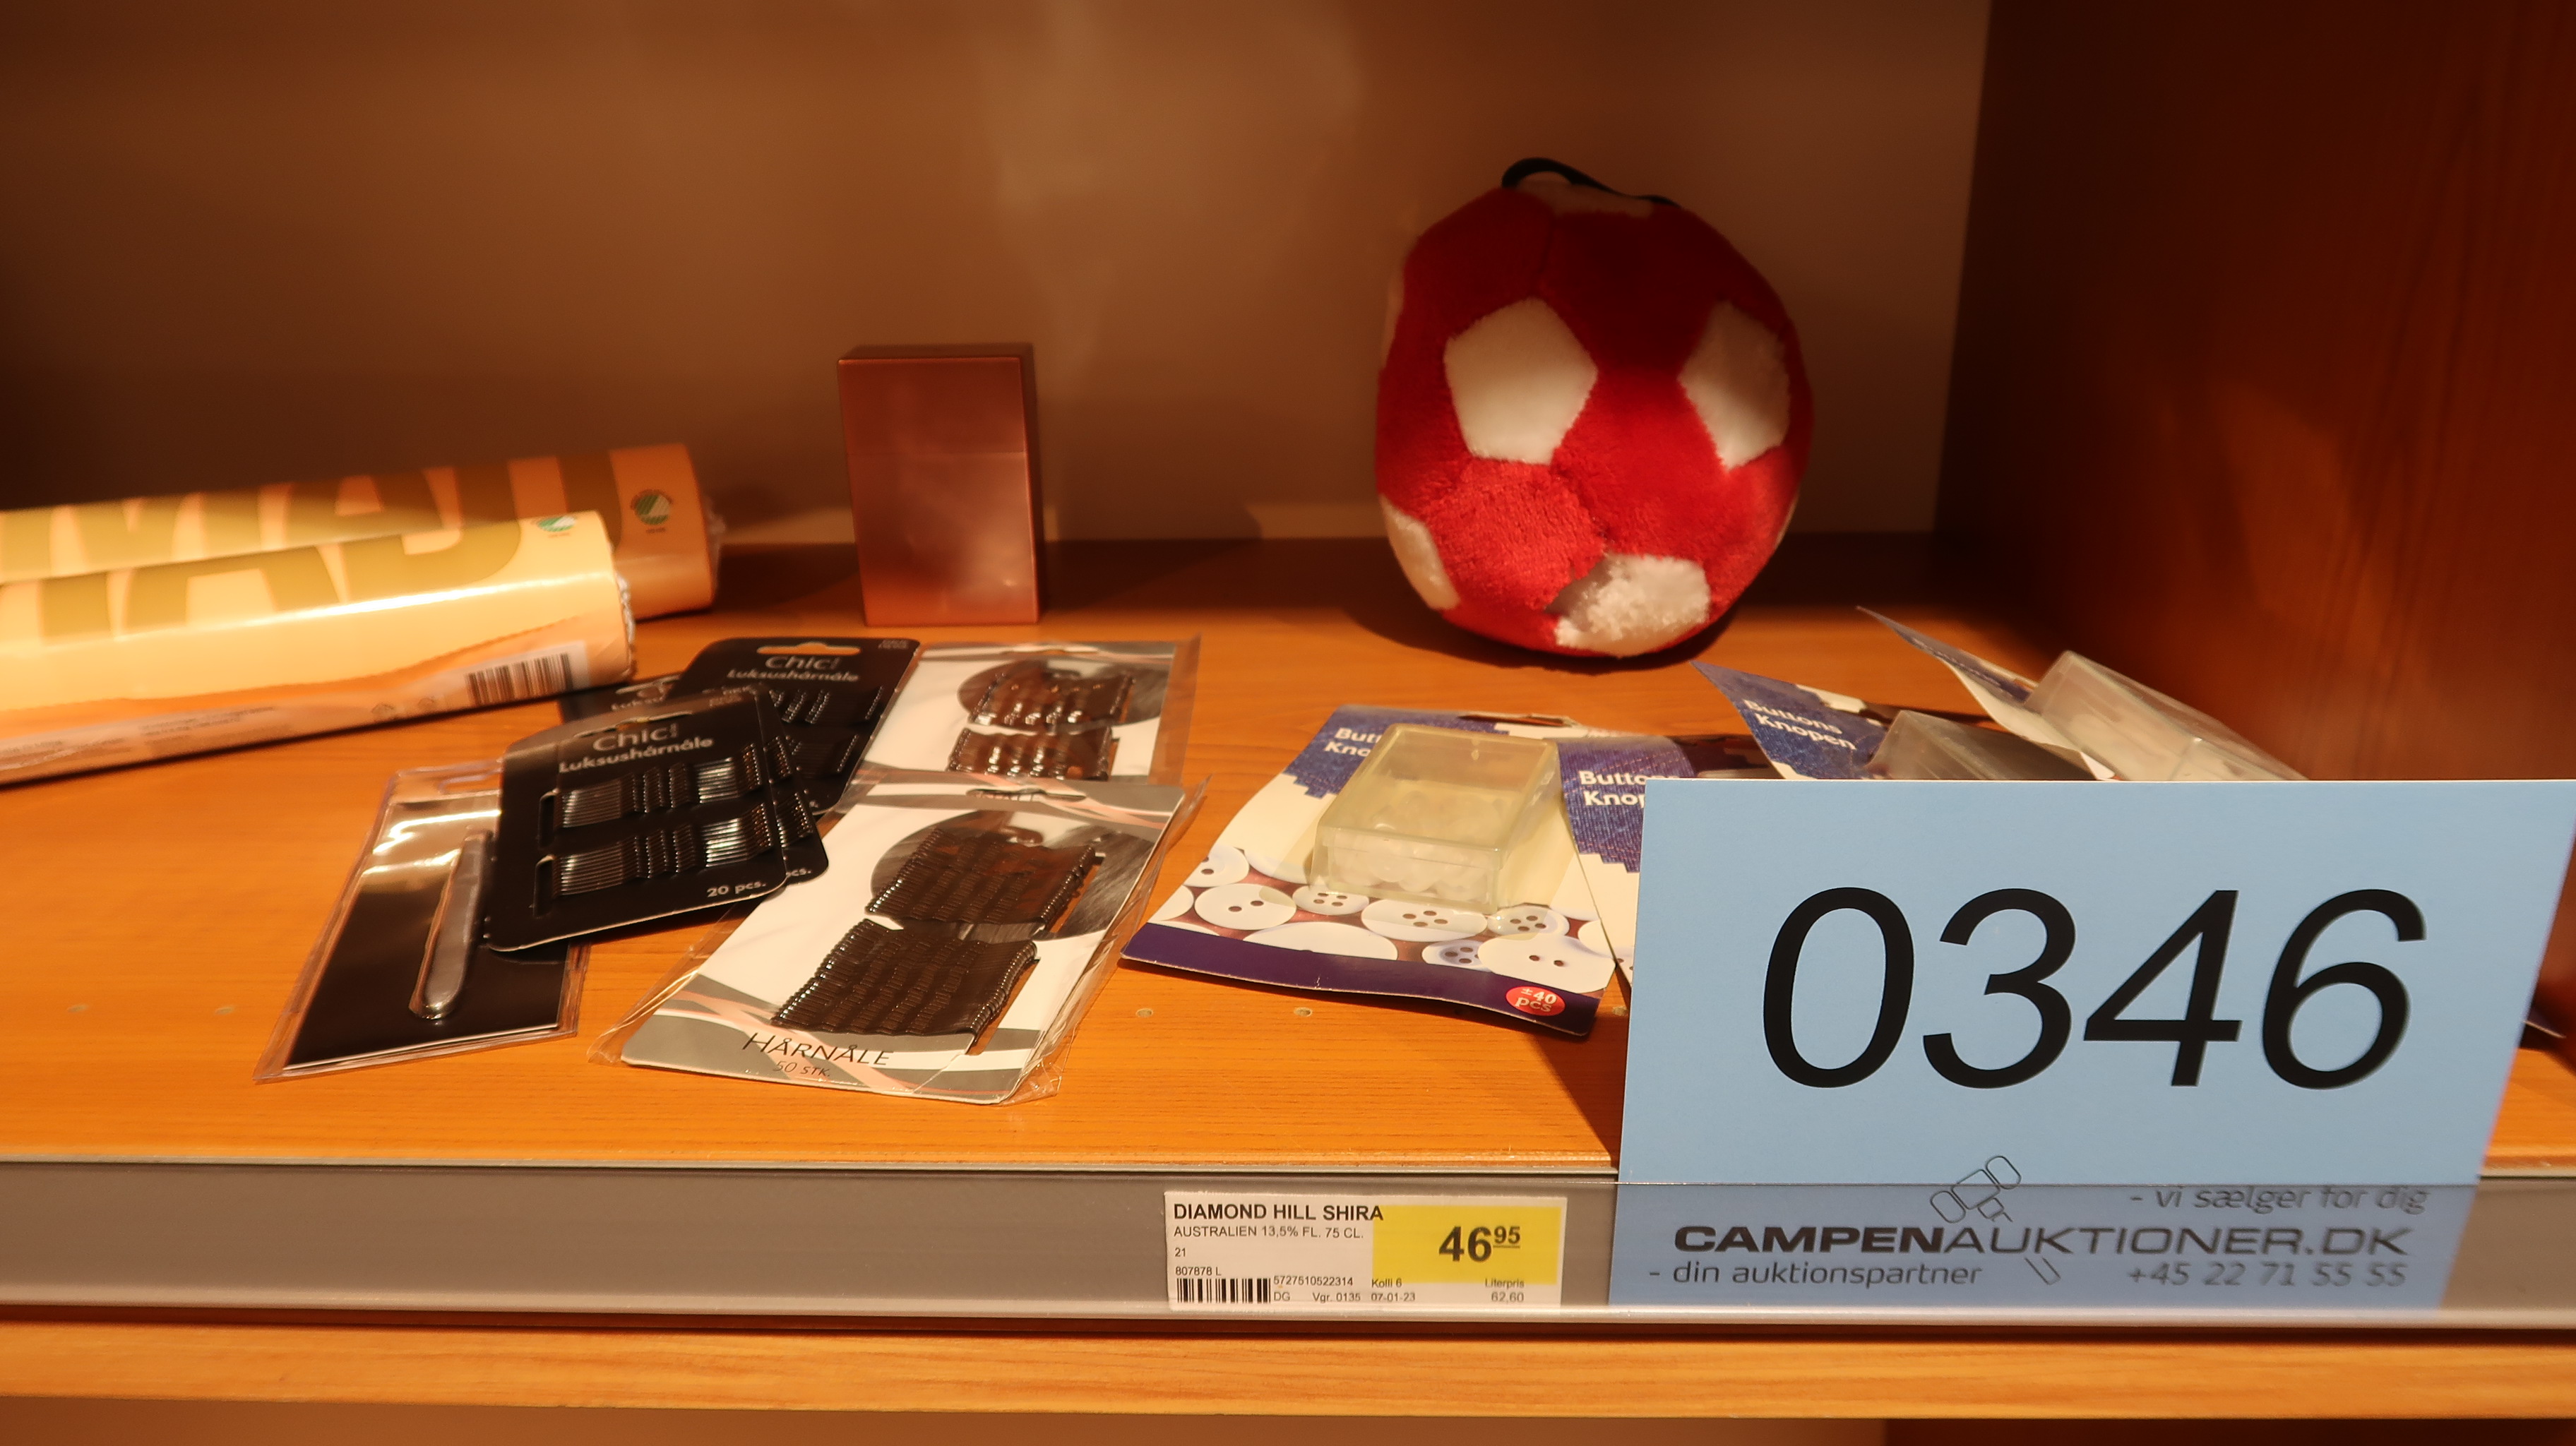 Chic!
Luksushårnåle
Chic!
Luksushårnåle
20 pcs.
pcs.
HÅRNÅLE
50 STK.
Buttons
Knopen
±40
pcs
0346
- vi sælger for dig
CAMPENAUKTIONER.DK
- din auktionspartner
+45 22 71 55 55
DIAMOND HILL SHIRA
AUSTRALIEN 13,5% FL. 75 CL.
46 95
21
807878 L
5727510522314 Kolli 6 Literpris
DG Vgr. 0135 07-01-23 62,60